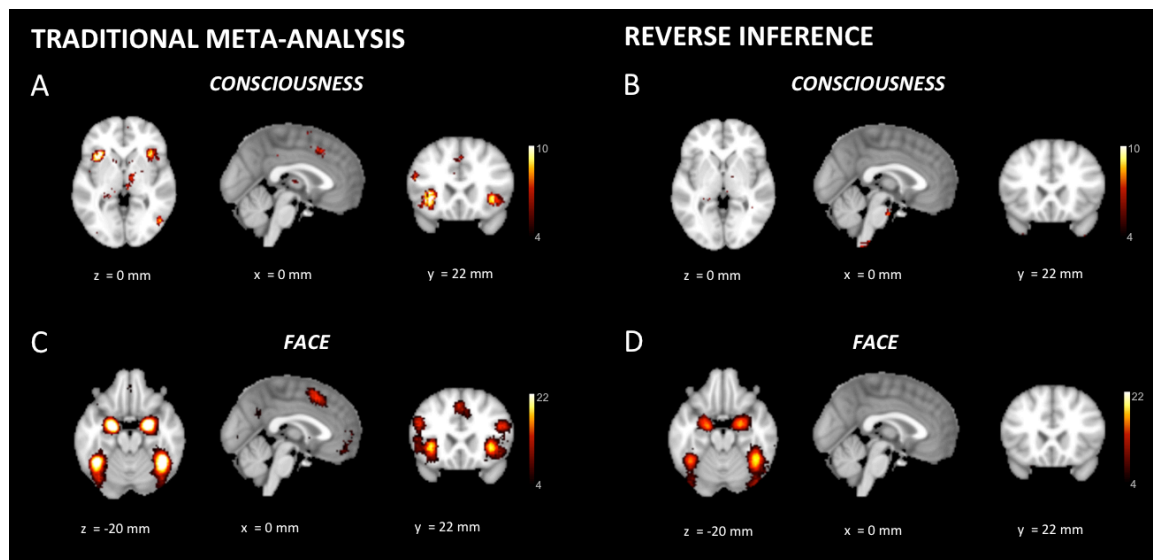 TRADITIONAL META-ANALYSIS
REVERSE INFERENCE
A
CONSCIOUSNESS
B
CONSCIOUSNESS
10
4
10
4
z = 0 mm
x = 0 mm
y = 22 mm
z = 0 mm
x = 0 mm
y = 22 mm
C
FACE
D
FACE
22
4
22
4
z = -20 mm
x = 0 mm
y = 22 mm
z = -20 mm
x = 0 mm
y = 22 mm